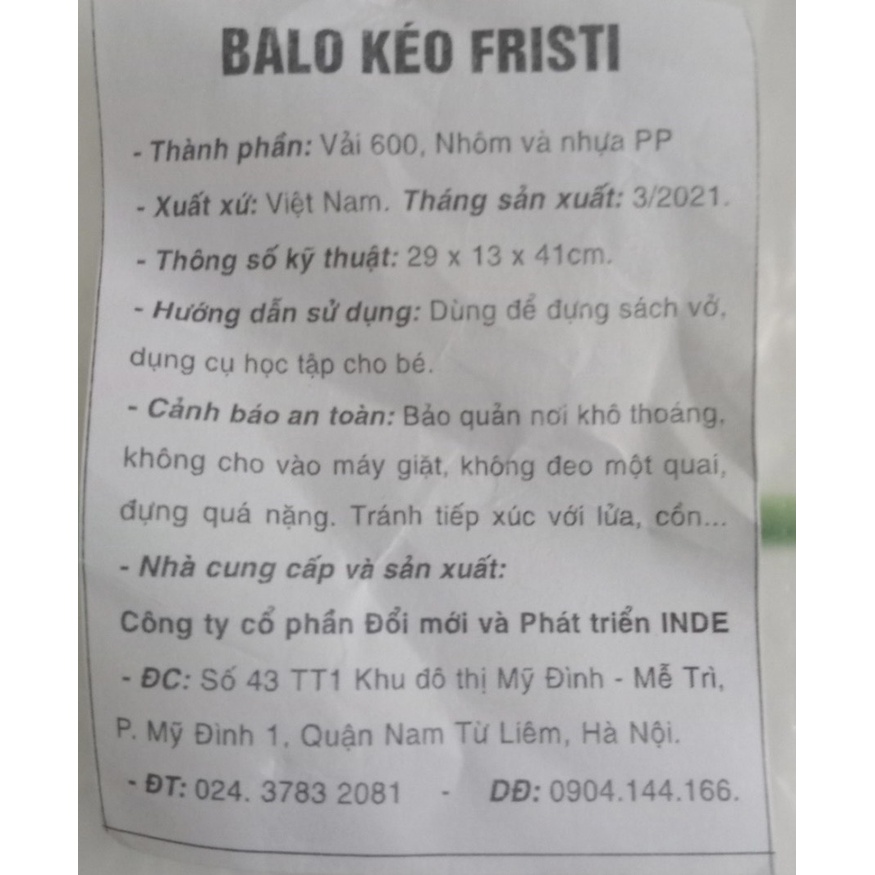 BALO KÉO FRISTI
- Thành phần: Vải 600, Nhôm và nhựa PP
- Xuất xứ: Việt Nam. Tháng sản xuất: 3/2021.
- Thông số kỹ thuật: 29 x 13 x 41cm.
- Hướng dẫn sử dụng: Dùng để đựng sách vở,
dụng cụ học tập cho bé.
- Cảnh báo an toàn: Bảo quản nơi khô thoáng,
không cho vào máy giặt, không đeo một quai,
đựng quá nặng. Tránh tiếp xúc với lửa, cồn...
- Nhà cung cấp và sản xuất:
Công ty cổ phần Đổi mới và Phát triển INDE
- ĐC: Số 43 TT1 Khu đô thị Mỹ Đình - Mễ Trì,
P. Mỹ Đình 1, Quận Nam Từ Liêm, Hà Nội.
- ĐT: 024. 3783 2081 - DĐ: 0904.144.166.